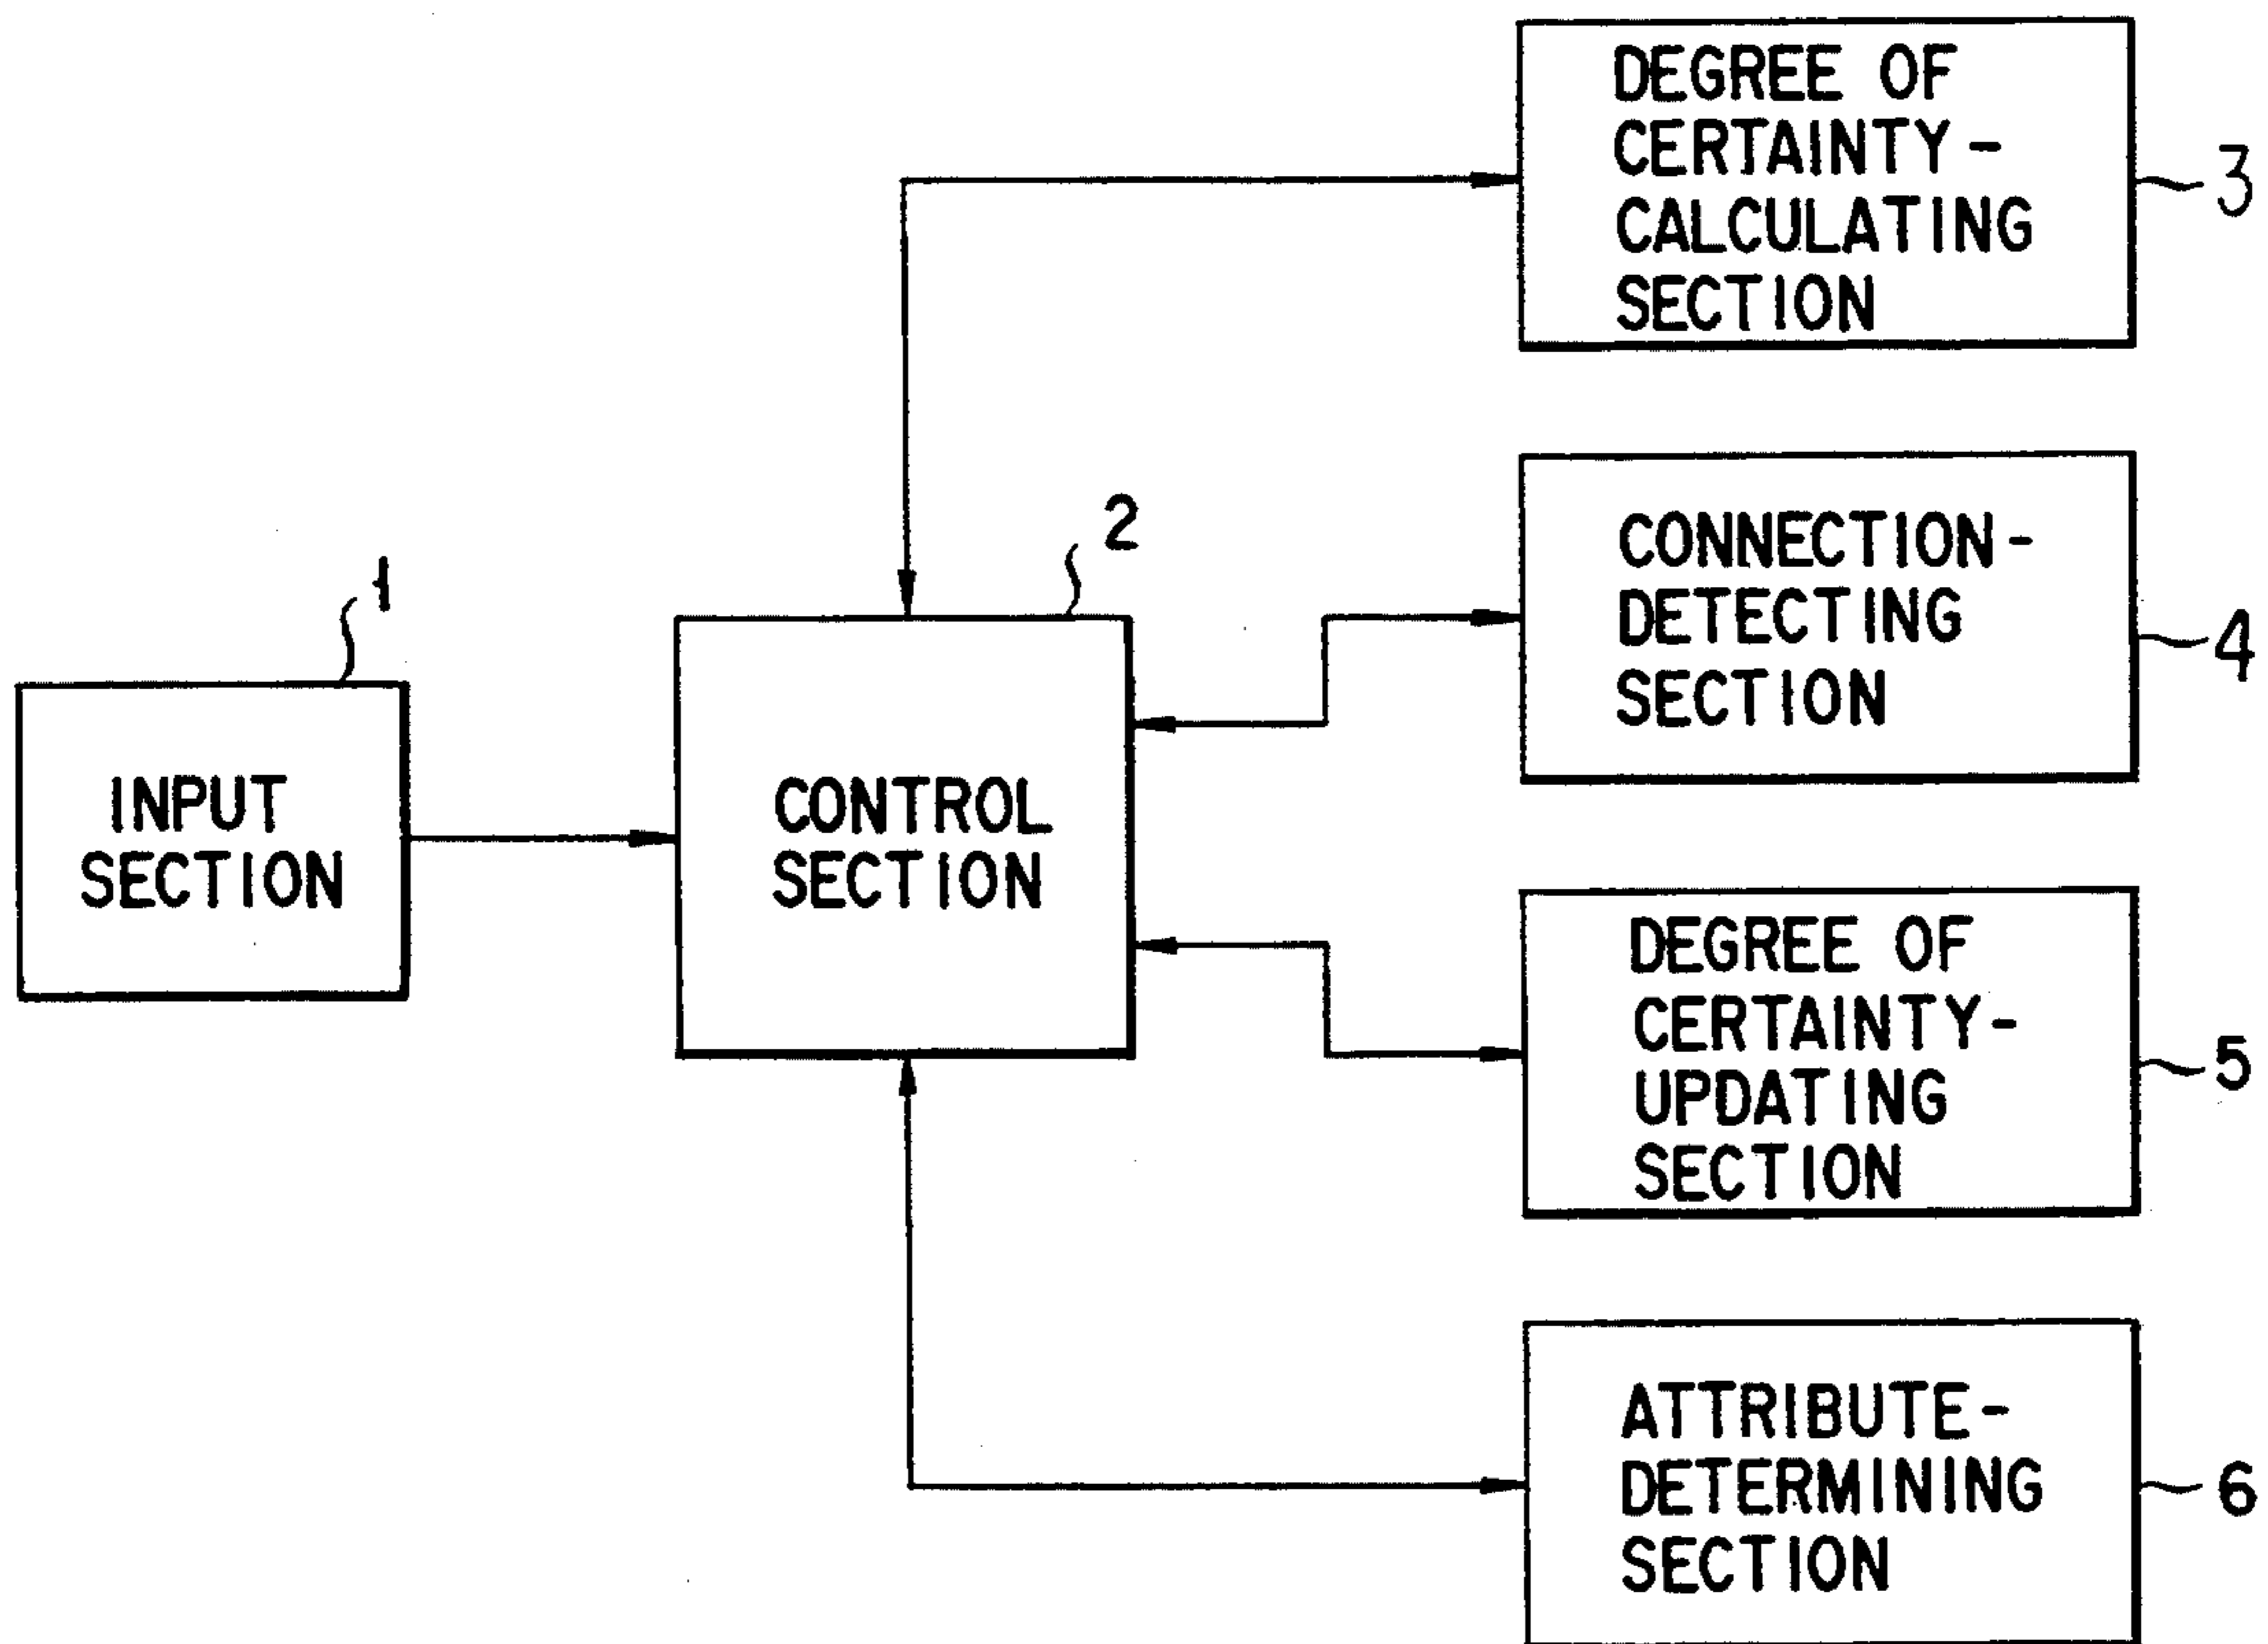 DEGREE OF
CERTAINTY-
CALCULATING
SECTION
3
CONNECTION-
DETECTING
SECTION
4
2
1
INPUT
SECTION
CONTROL
SECTION
DEGREE OF
CERTAINTY-
UPDATING
SECTION
5
ATTRIBUTE-
DETERMINING
SECTION
6